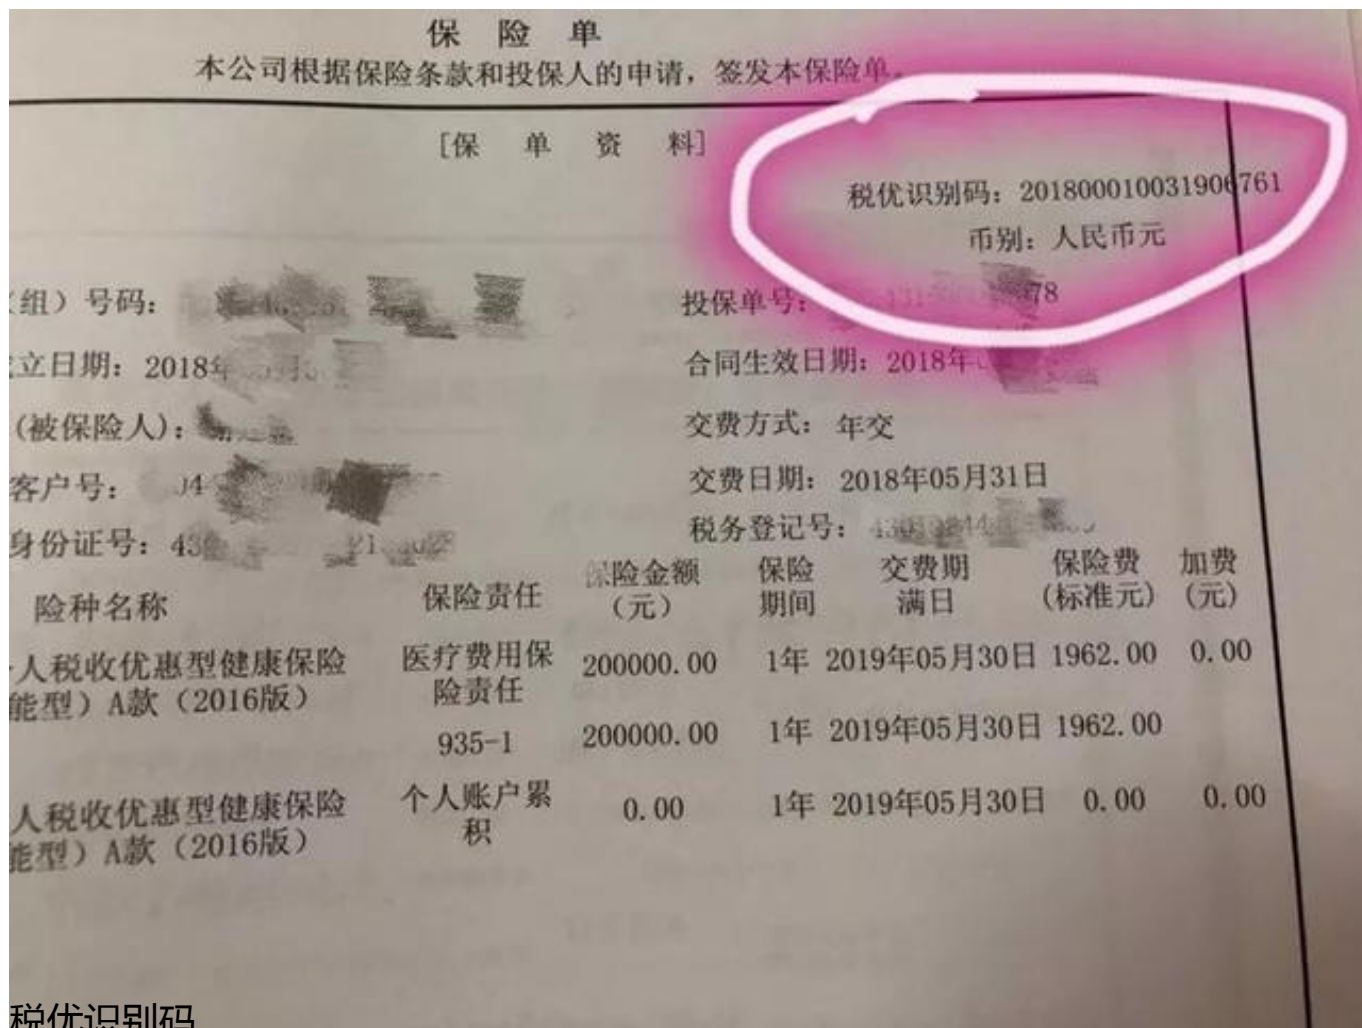 保 险 单
本公司根据保险条款和投保人的申请，签发本保险单。
[保 单 资 料]
税优识别码：201800010031906761
币别：人民币元
组）号码：
投保单号：78
立日期：2018年
合同生效日期：2018年
(被保险人)：
交费方式：年交
客户号：04
交费日期：2018年05月31日
身份证号：43
税务登记号：
险种名称 保险责任 保险金额（元） 保险期间 交费期满日 保险费(标准元) 加费(元)
人税收优惠型健康保险 医疗费用保 200000.00 1年 2019年05月30日 1962.00 0.00
能型）A款（2016版） 险责任
935-1 200000.00 1年 2019年05月30日 1962.00
人税收优惠型健康保险 个人账户累 0.00 1年 2019年05月30日 0.00 0.00
能型）A款（2016版） 积
税优识别码